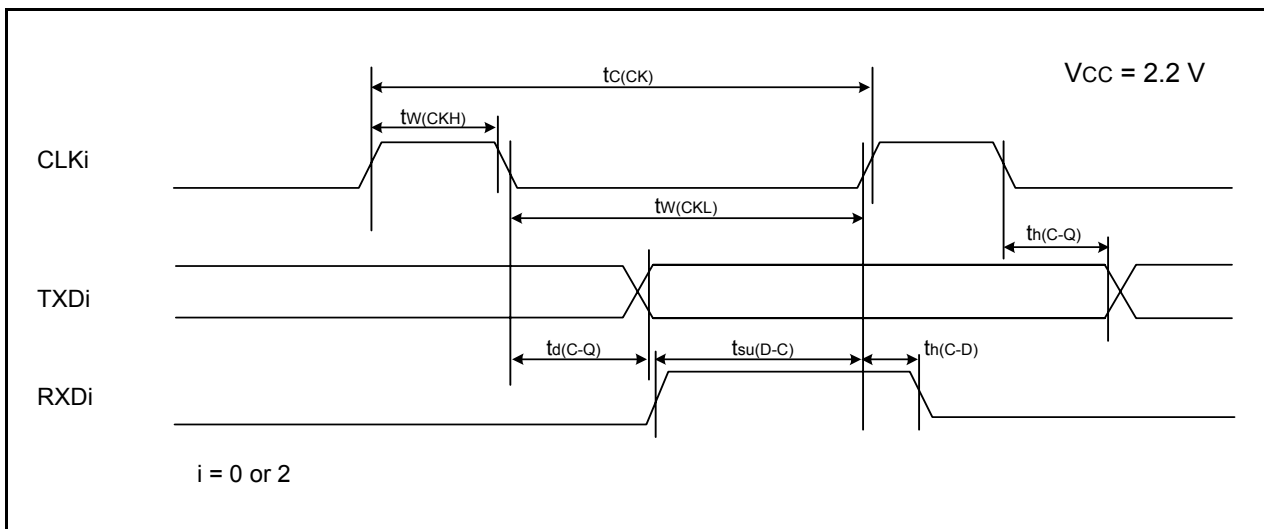 tC(CK)
VCC = 2.2 V
tW(CKH)
CLKi
tW(CKL)
th(C-Q)
TXDi
td(C-Q)
tsu(D-C)
th(C-D)
RXDi
i = 0 or 2